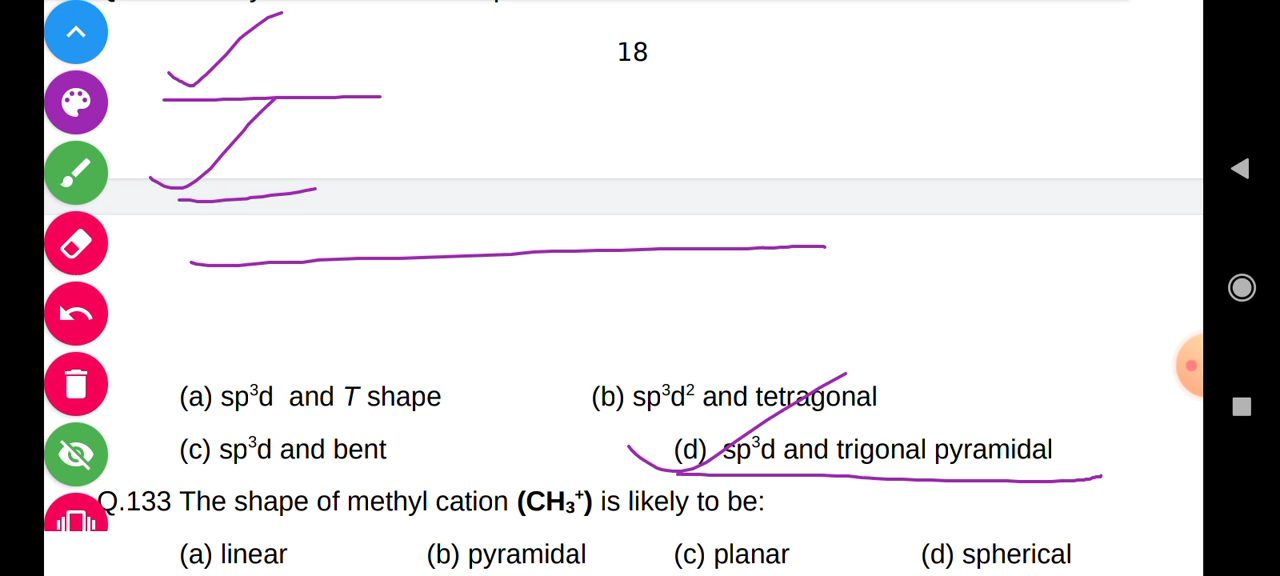 18
(a) sp³d and T shape (b) sp³d² and tetragonal
(c) sp³d and bent (d) sp³d and trigonal pyramidal
Q.133 The shape of methyl cation (CH₃⁺) is likely to be:
(a) linear (b) pyramidal (c) planar (d) spherical